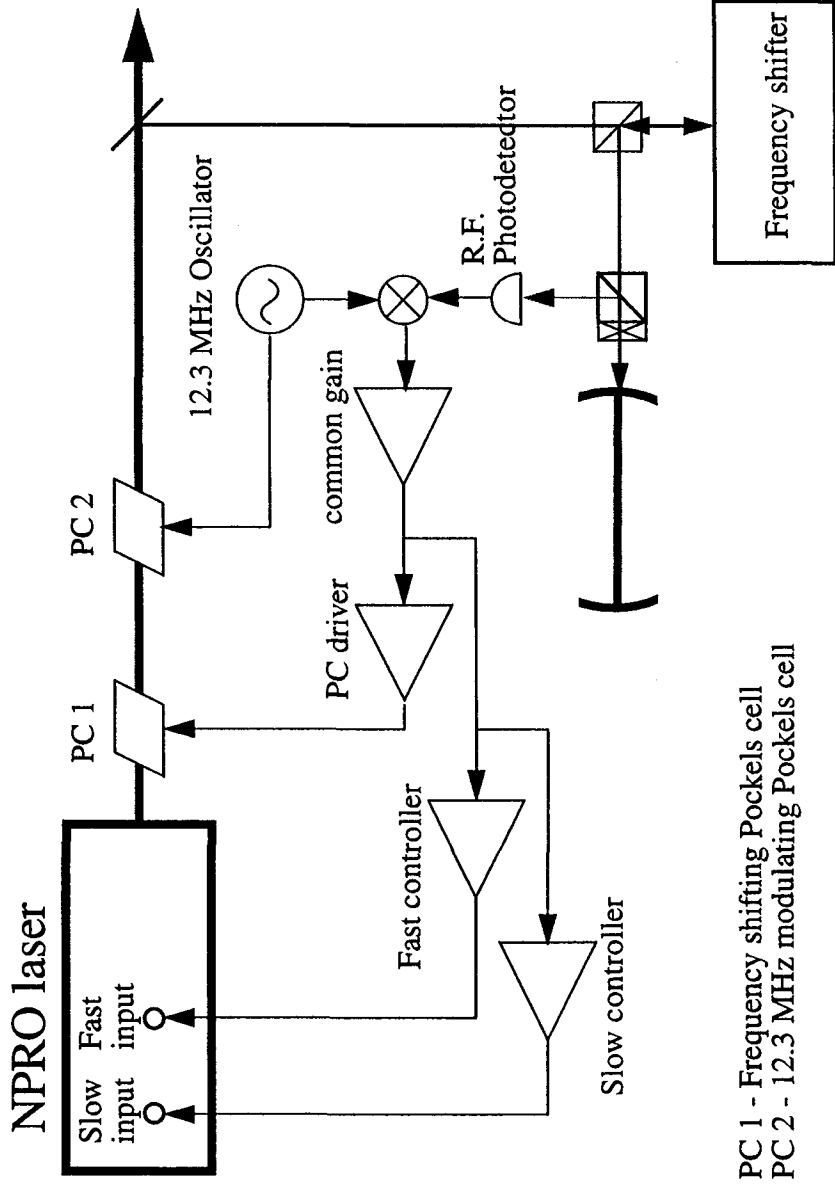 NPRO laser
Slow
input
Fast
input
PC 1
PC 2
12.3 MHz Oscillator
R.F.
Photodetector
common gain
PC driver
Fast controller
Slow controller
Frequency shifter
PC 1 - Frequency shifting Pockels cell
PC 2 - 12.3 MHz modulating Pockels cell